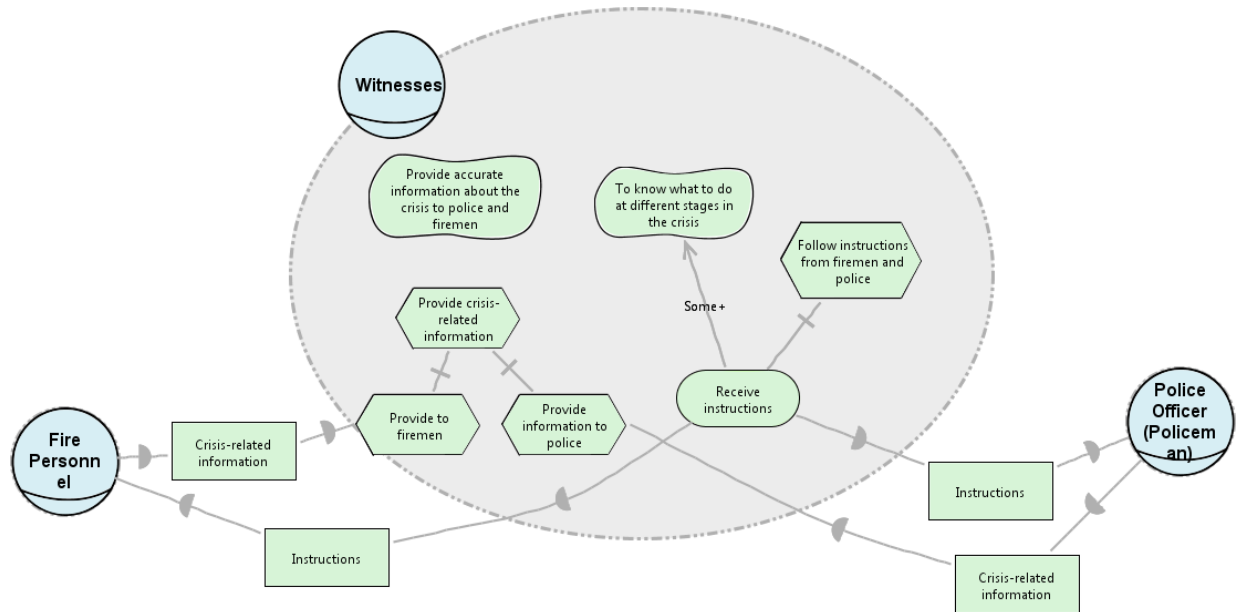 Witnesses
Provide accurate
information about the
crisis to police and
firemen
To know what to do
at different stages in
the crisis
Follow instructions
from firemen and
police
Provide crisis-
related
information
Some +
Receive
instructions
Provide to
firemen
Provide
information to
police
Fire
Personn
el
Crisis-related
information
Instructions
Police
Officer
(Policem
an)
Instructions
Crisis-related
information